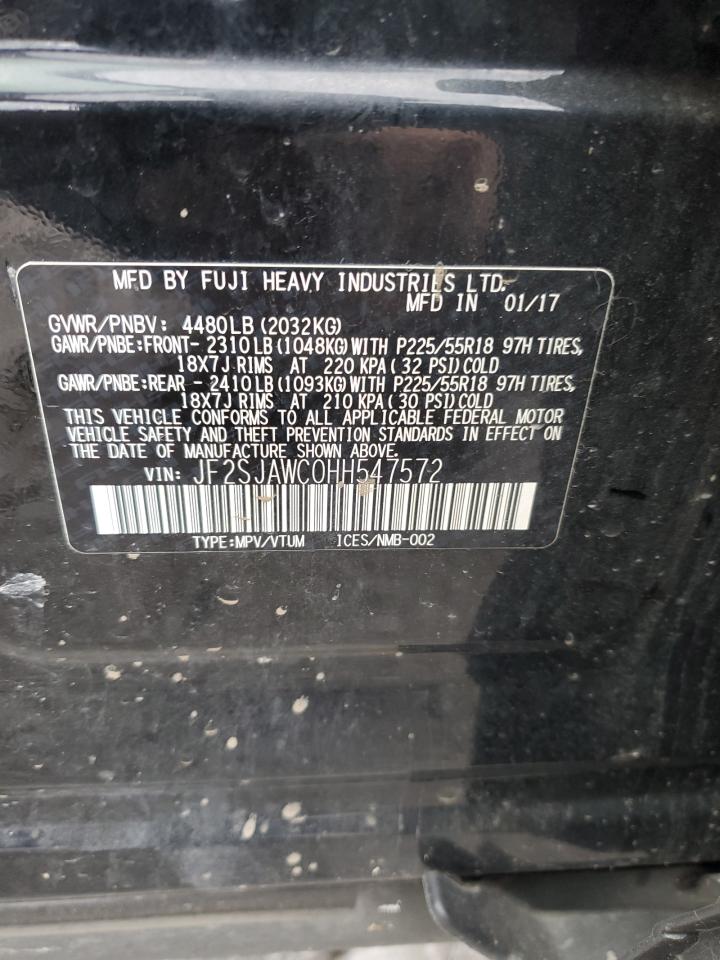 MFD BY FUJI HEAVY INDUSTRIES LTD.
MFD IN 01/17
GVWR/PNBV: 4480LB (2032KG)
GAWR/PNBE:FRONT- 2310LB (1048KG) WITH P225/55R18 97H TIRES,
18X7J RIMS AT 220 KPA (32 PSI) COLD
GAWR/PNBE:REAR - 2410LB (1093KG) WITH P225/55R18 97H TIRES,
18X7J RIMS AT 210 KPA (30 PSI) COLD
THIS VEHICLE CONFORMS TO ALL APPLICABLE FEDERAL MOTOR
VEHICLE SAFETY AND THEFT PREVENTION STANDARDS IN EFFECT ON
THE DATE OF MANUFACTURE SHOWN ABOVE.
VIN: JF2SJAWC0HH547572
TYPE:MPV/VTUM ICES/NMB-002